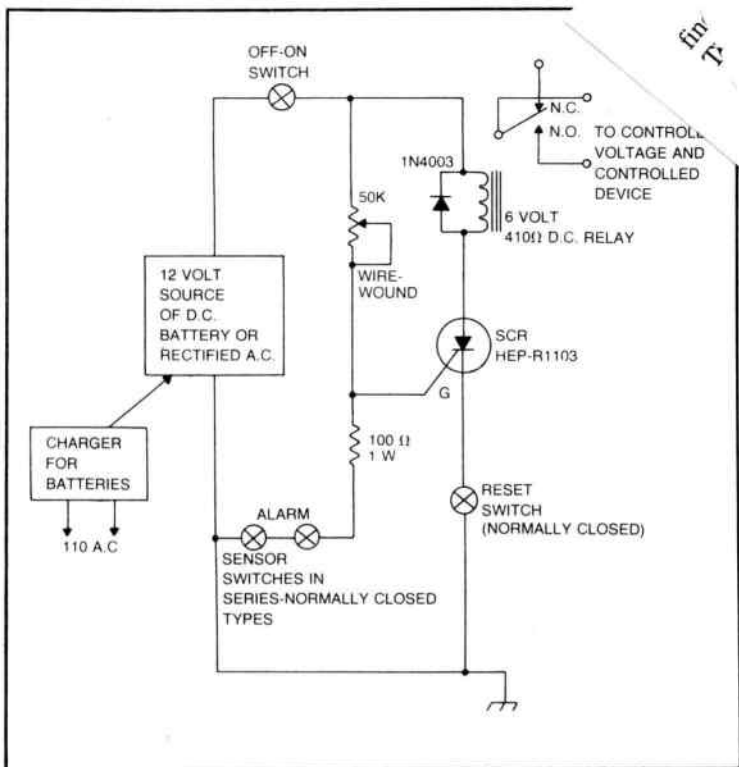 OFF-ON
SWITCH
N.C.
N.O.
TO
VOLTAGE AND
CONTROLLED
DEVICE
1N4003
50K
6 VOLT
410Ω D.C. RELAY
WIRE-
WOUND
12 VOLT
SOURCE
OF D.C.
BATTERY OR
RECTIFIED A.C.
SCR
HEP-R1103
G
CHARGER
FOR
BATTERIES
100 Ω
1 W
110 A.C
ALARM
SENSOR
SWITCHES IN
SERIES-NORMALLY CLOSED
TYPES
RESET
SWITCH
(NORMALLY CLOSED)